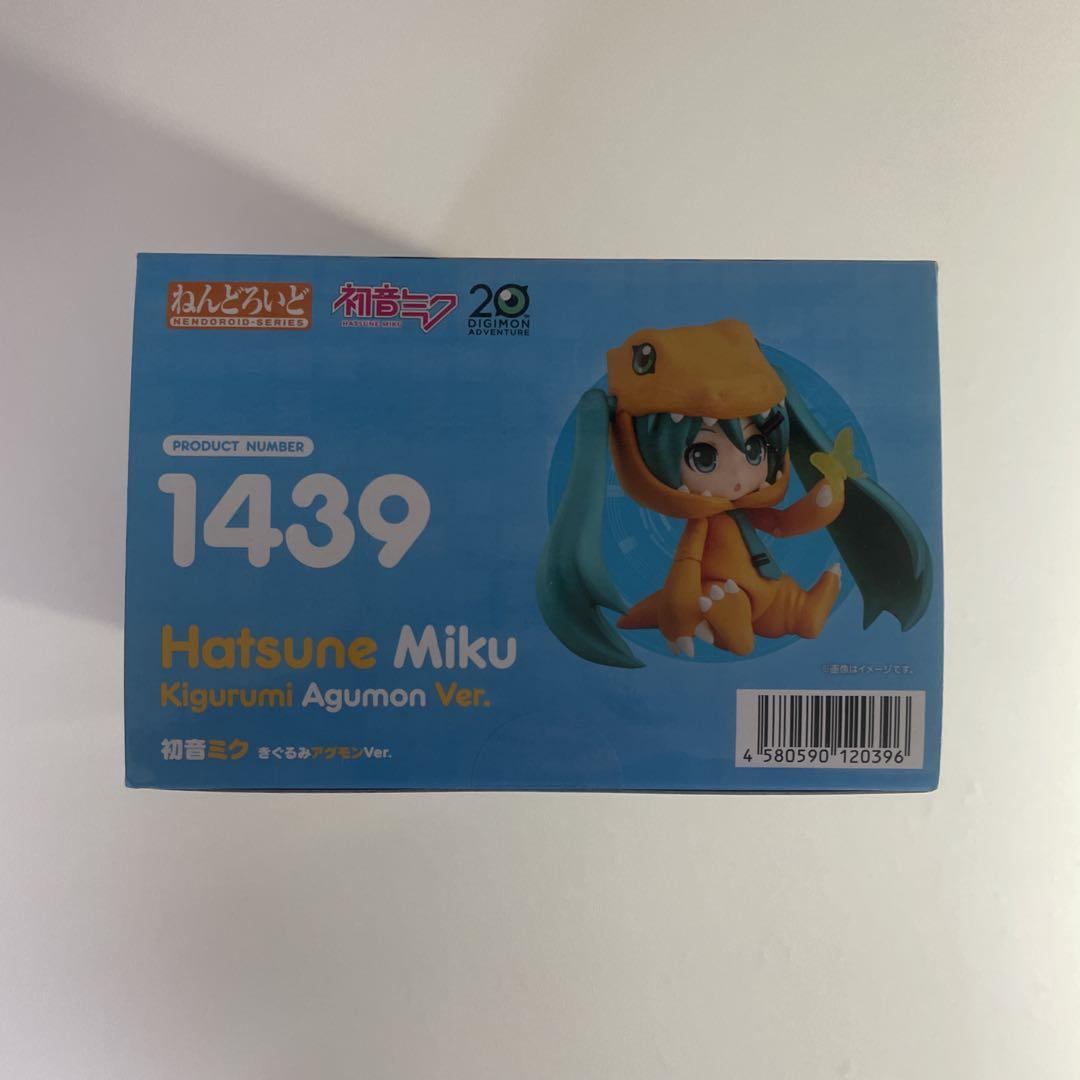 ねんどろいど
NENDOROID-SERIES
初音ミク
HATSUNE MIKU
20
DIGIMON
ADVENTURE
PRODUCT NUMBER
1439
Hatsune Miku
Kigurumi Agumon Ver.
初音ミク きぐるみアグモンVer.
※画像はイメージです。
4 580590 120396